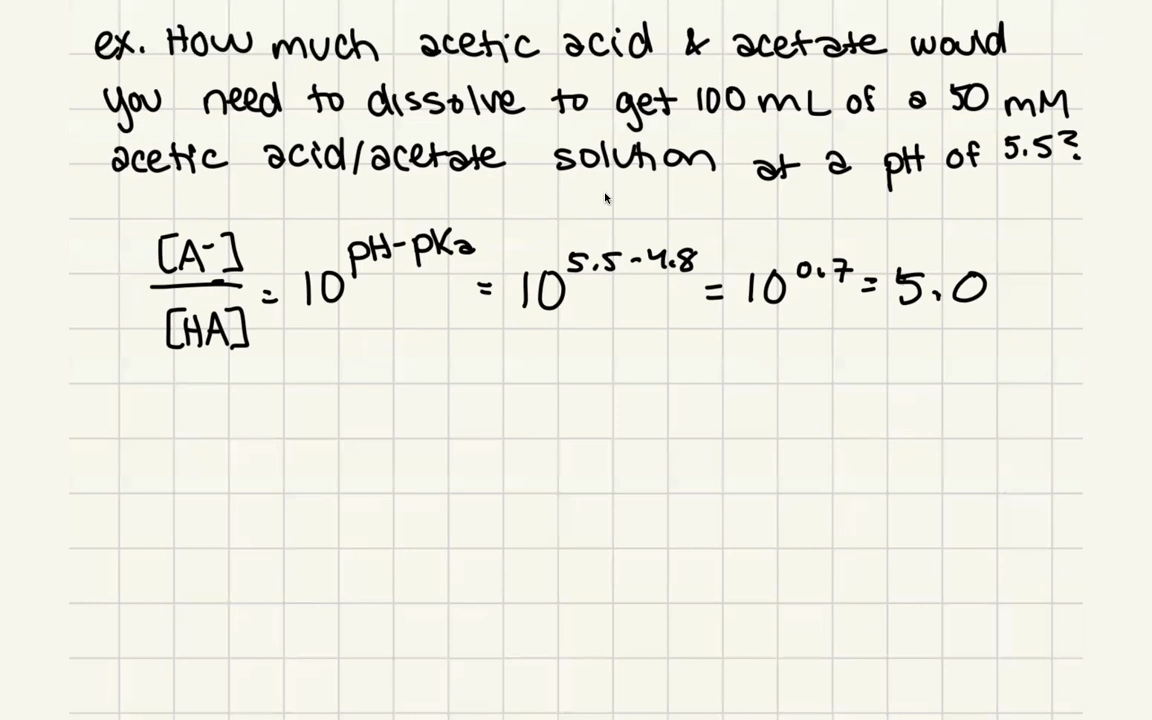 ex. How much acetic acid & acetate would
you need to dissolve to get 100 mL of a 50 mM
acetic acid/acetate solution at a pH of 5.5?
[A-]/[HA] = 10^pH-pKa = 10^5.5-4.8 = 10^0.7 = 5.0